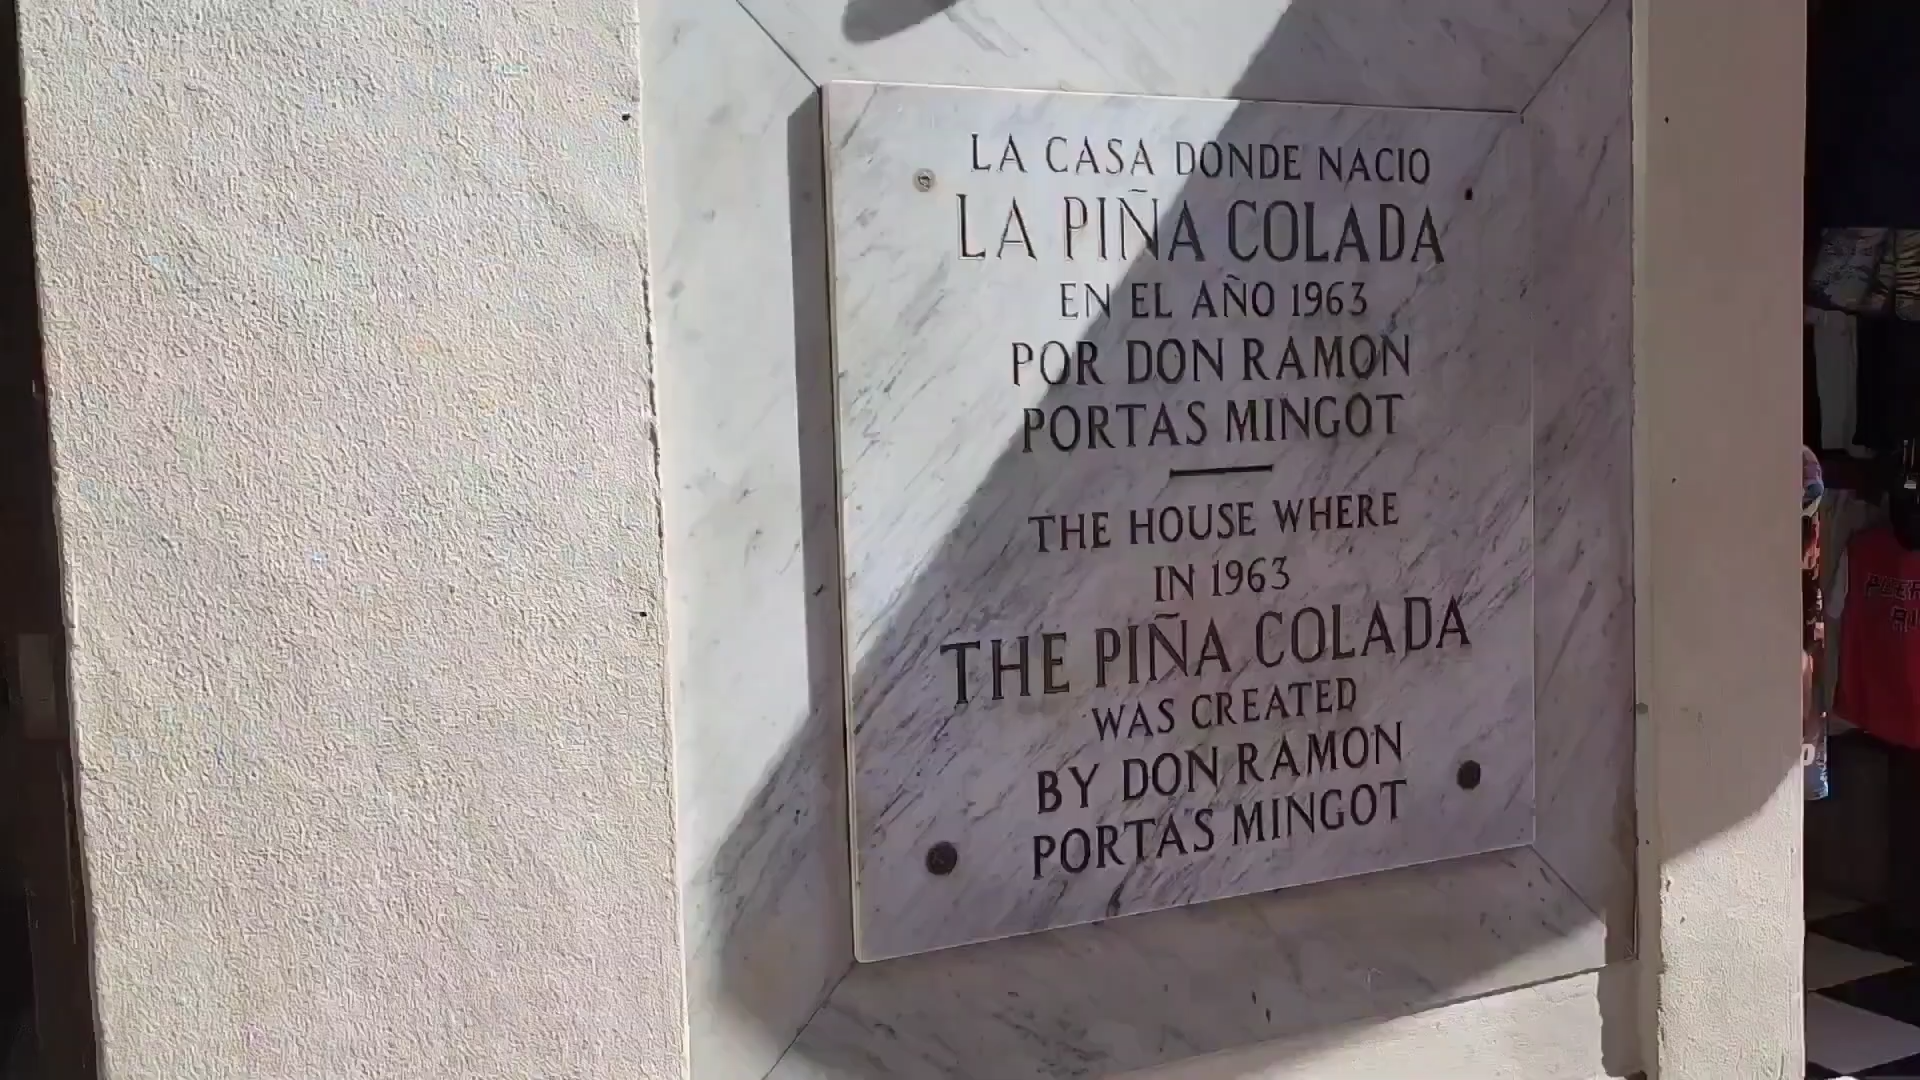 LA CASA DONDE NACIO
LA PIÑA COLADA
EN EL AÑO 1963
POR DON RAMON
PORTAS MINGOT
THE HOUSE WHERE
IN 1963
THE PIÑA COLADA
WAS CREATED
BY DON RAMON
PORTAS MINGOT